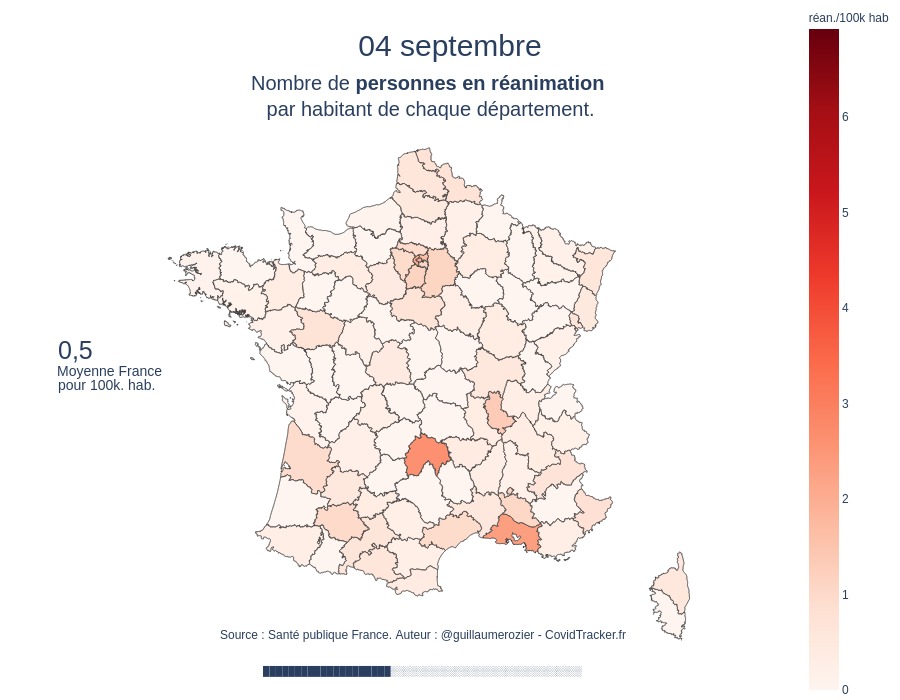 réan./100k hab
04 septembre
Nombre de personnes en réanimation
par habitant de chaque département.
6
5
4
3
2
1
0
0,5
Moyenne France
pour 100k. hab.
Source : Santé publique France. Auteur : @guillaumerozier - CovidTracker.fr